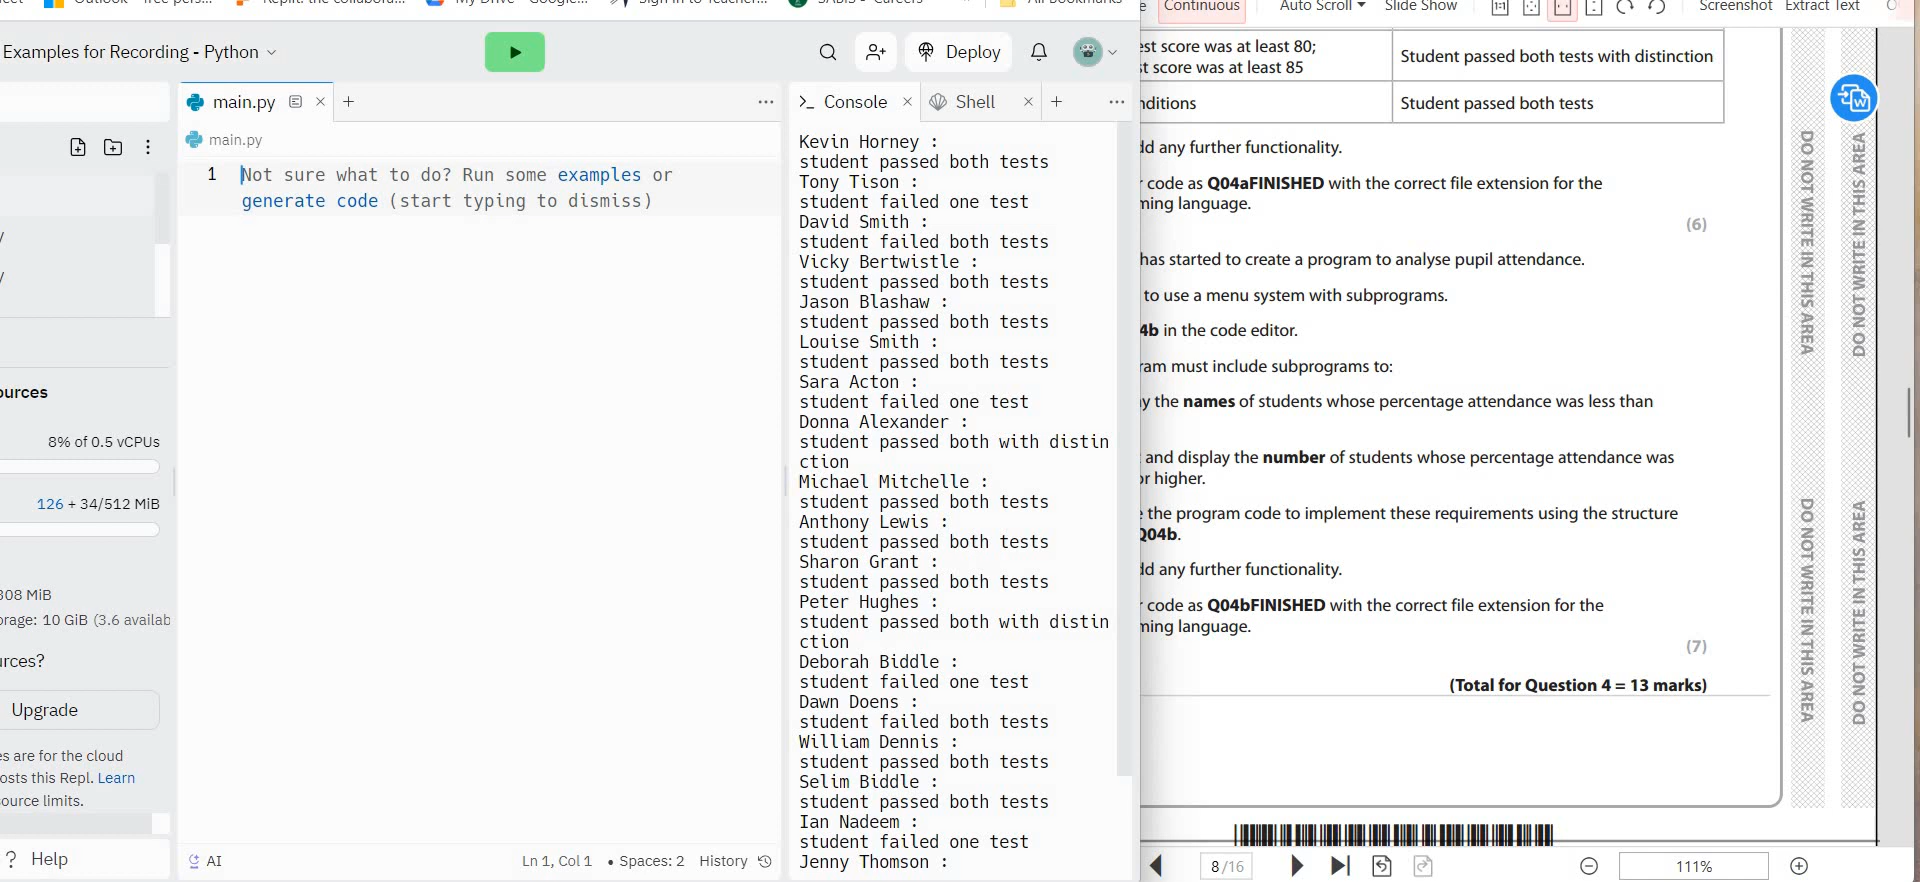 Examples for Recording - Python
Deploy
main.py
main.py
1 Not sure what to do? Run some examples or
generate code (start typing to dismiss)
8% of 0.5 vCPUs
126 + 34/512 MiB
308 MiB
10 GiB (3.6
Upgrade
are for the cloud
this Repl. Learn
limits.
? Help
AI
Ln 1, Col 1 • Spaces: 2 History
Console
Shell
Kevin Horney :
student passed both tests
Tony Tison :
student failed one test
David Smith :
student failed both tests
Vicky Bertwistle :
student passed both tests
Jason Blashaw :
student passed both tests
Louise Smith :
student passed both tests
Sara Acton :
student failed one test
Donna Alexander :
student passed both with distin
ction
Michael Mitchelle :
student passed both tests
Anthony Lewis :
student passed both tests
Sharon Grant :
student passed both tests
Peter Hughes :
student passed both with distin
ction
Deborah Biddle :
student failed one test
Dawn Doens :
student failed both tests
William Dennis :
student passed both tests
Selim Biddle :
student passed both tests
Ian Nadeem :
student failed one test
Jenny Thomson :
Continuous
Auto Scroll
Slide Show
1:1
Screenshot
Extract Text
score was at least 80;
score was at least 85
Student passed both tests with distinction
Student passed both tests
any further functionality.
code as Q04aFINISHED with the correct file extension for the
language.
(6)
has started to create a program to analyse pupil attendance.
to use a menu system with subprograms.
in the code editor.
must include subprograms to:
the names of students whose percentage attendance was less than
and display the number of students whose percentage attendance was
or higher.
the program code to implement these requirements using the structure
Q04b.
any further functionality.
code as Q04bFINISHED with the correct file extension for the
language.
(7)
(Total for Question 4 = 13 marks)
DO NOT WRITE IN THIS AREA
DO NOT WRITE IN THIS AREA
DO NOT WRITE IN THIS AREA
DO NOT WRITE IN THIS AREA
8 /16
111%